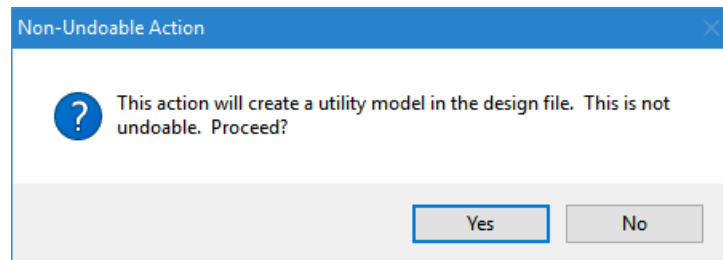 Non-Undoable Action
This action will create a utility model in the design file.  This is not
undoable.  Proceed?
Yes
No